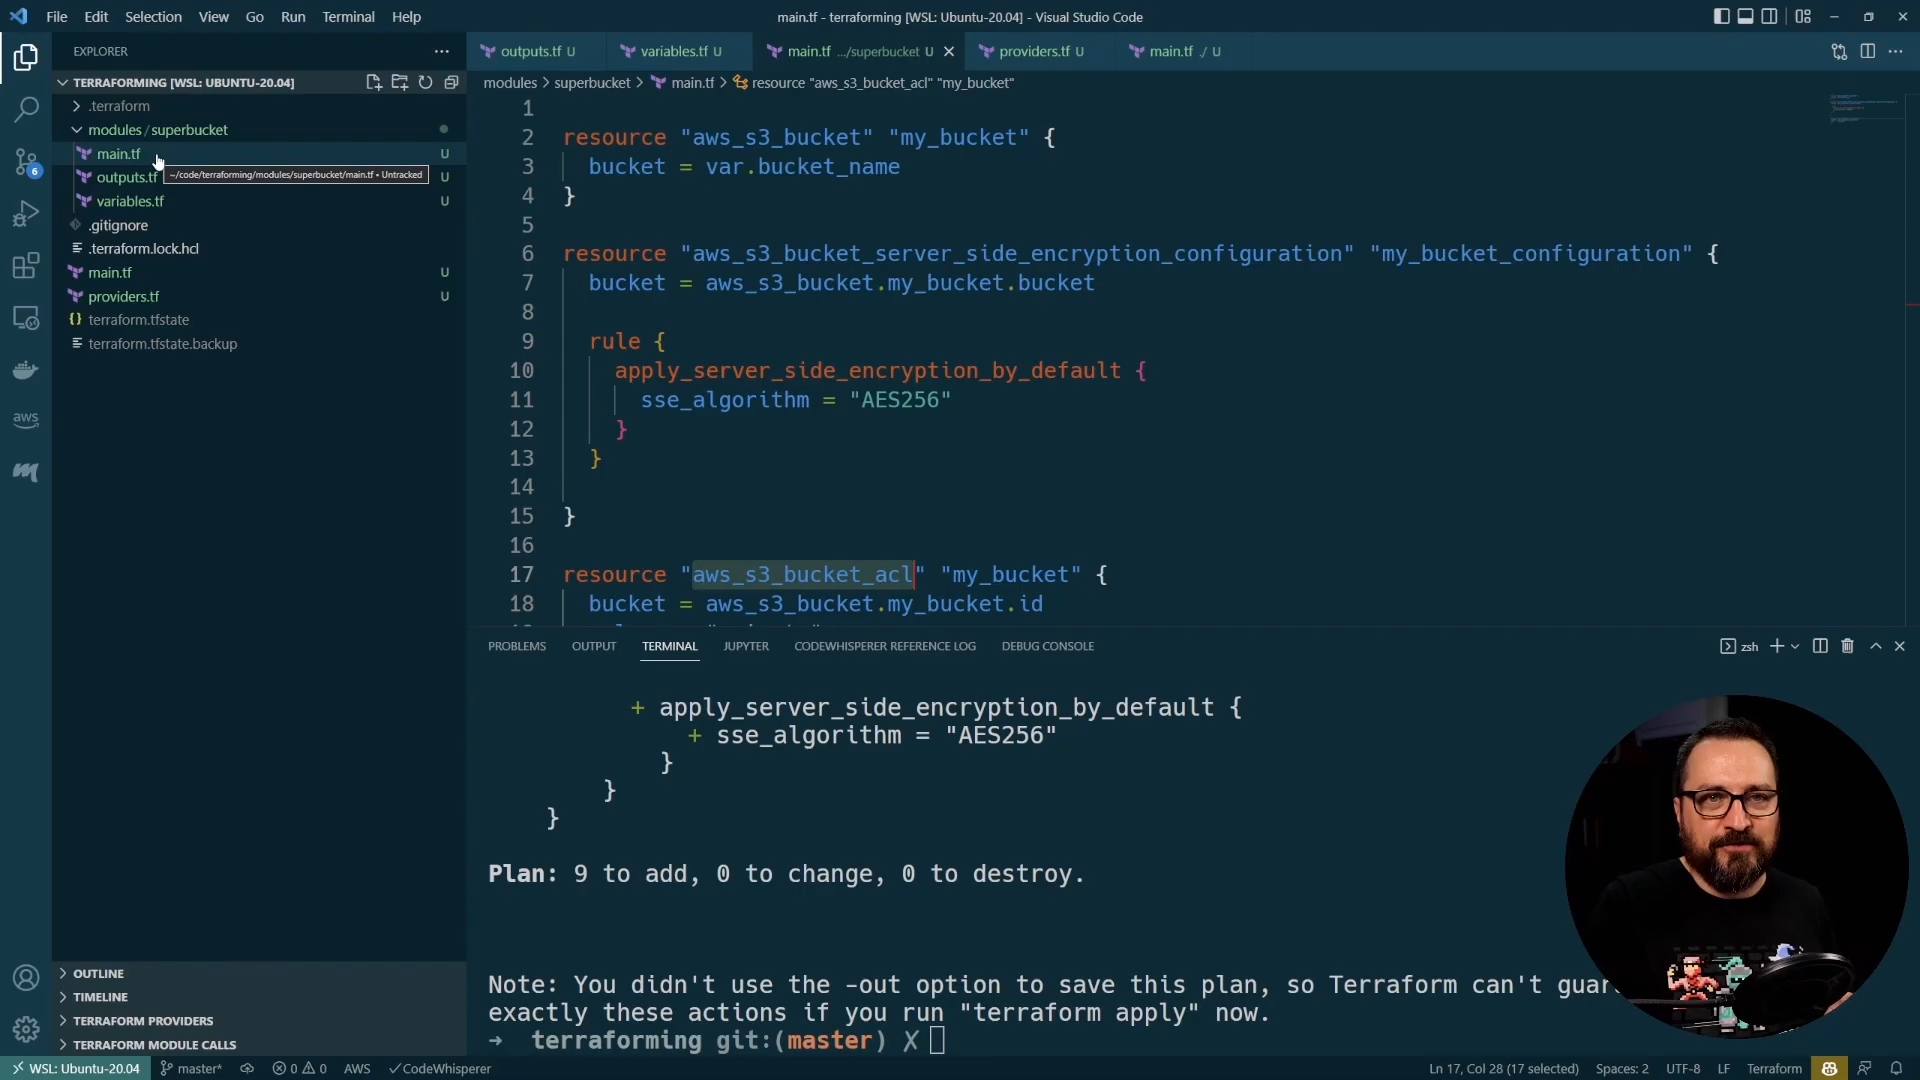 File Edit Selection View Go Run Terminal Help
main.tf - terraforming [WSL: Ubuntu-20.04] - Visual Studio Code
EXPLORER
TERRAFORMING [WSL: UBUNTU-20.04]
.terraform
modules / superbucket
main.tf U
outputs.tf U
~/code/terraforming/modules/superbucket/main.tf • Untracked
variables.tf U
.gitignore
.terraform.lock.hcl
main.tf U
providers.tf U
terraform.tfstate
terraform.tfstate.backup
6
aws
OUTLINE
TIMELINE
TERRAFORM PROVIDERS
TERRAFORM MODULE CALLS
outputs.tf U variables.tf U main.tf .../superbucket U providers.tf U main.tf ./ U
modules > superbucket > main.tf > resource "aws_s3_bucket_acl" "my_bucket"
1
2 resource "aws_s3_bucket" "my_bucket" {
3 bucket = var.bucket_name
4 }
5
6 resource "aws_s3_bucket_server_side_encryption_configuration" "my_bucket_configuration" {
7 bucket = aws_s3_bucket.my_bucket.bucket
8
9 rule {
10 apply_server_side_encryption_by_default {
11 sse_algorithm = "AES256"
12 }
13 }
14
15 }
16
17 resource "aws_s3_bucket_acl" "my_bucket" {
18 bucket = aws_s3_bucket.my_bucket.id
PROBLEMS OUTPUT TERMINAL JUPYTER CODEWHISPERER REFERENCE LOG DEBUG CONSOLE
zsh
+ apply_server_side_encryption_by_default {
+ sse_algorithm = "AES256"
}
}
}
Plan: 9 to add, 0 to change, 0 to destroy.
Note: You didn't use the -out option to save this plan, so Terraform can't
exactly these actions if you run "terraform apply" now.
→ terraforming git:(master) ✗
WSL: Ubuntu-20.04 master* 0 0 AWS ✓CodeWhisperer
Ln 17, Col 28 (17 selected) Spaces: 2 UTF-8 LF Terraform